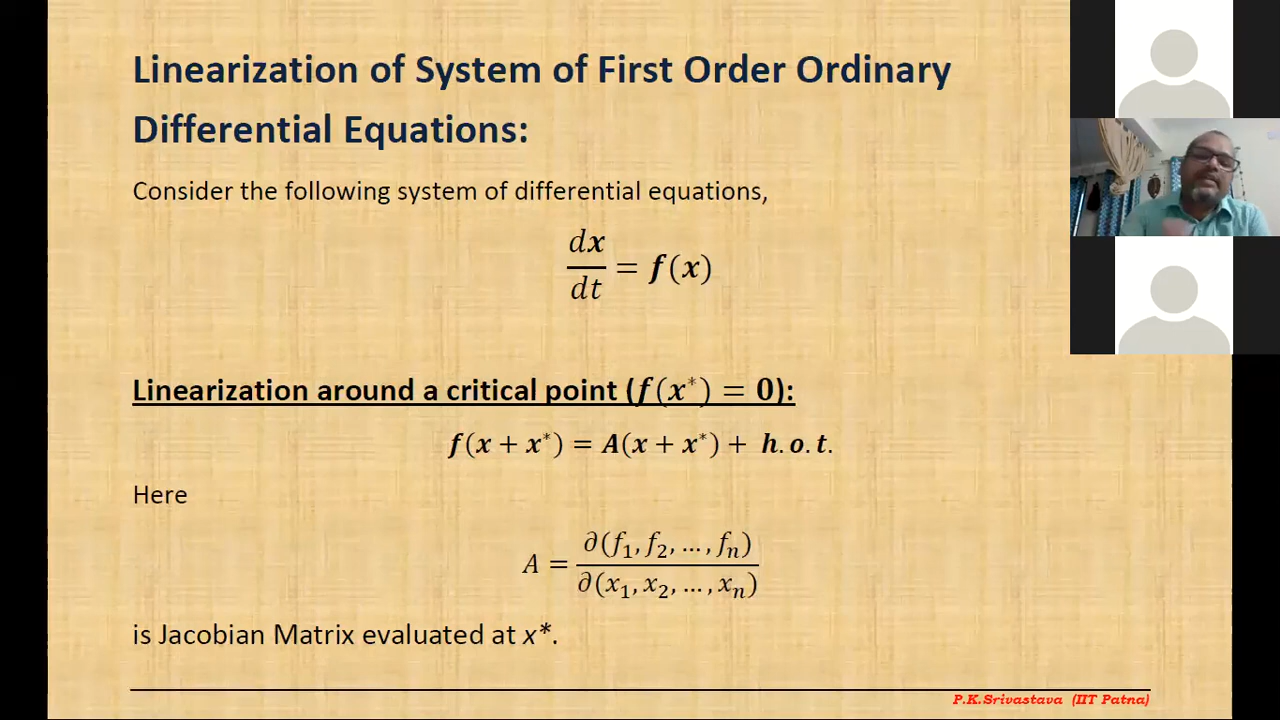 Linearization of System of First Order Ordinary
Differential Equations:
Consider the following system of differential equations,
d𝒙/dt = 𝒇(𝒙)
Linearization around a critical point (𝒇(𝒙*) = 𝟎):
𝒇(𝒙 + 𝒙*) = 𝑨(𝒙 + 𝒙*) + 𝒉.𝒐.𝒕.
Here
A = ∂(f₁, f₂, …, fₙ)/∂(x₁, x₂, …, xₙ)
is Jacobian Matrix evaluated at x*.
P.K.Srivastava (IIT Patna)